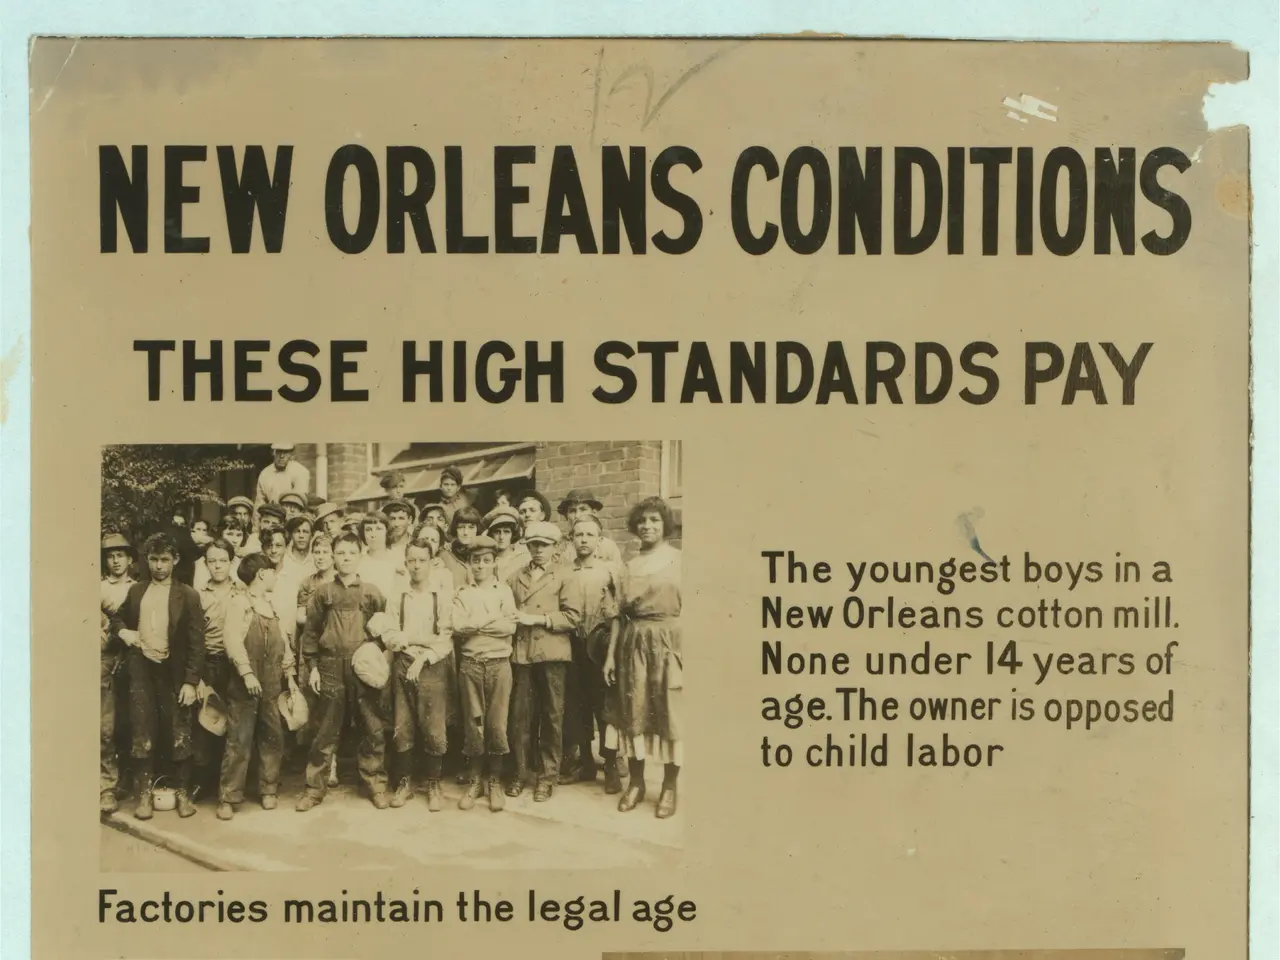 NEW ORLEANS CONDITIONS
THESE HIGH STANDARDS PAY
The youngest boys in a
New Orleans cotton mill.
None under 14 years of
age. The owner is opposed
to child labor
Factories maintain the legal age